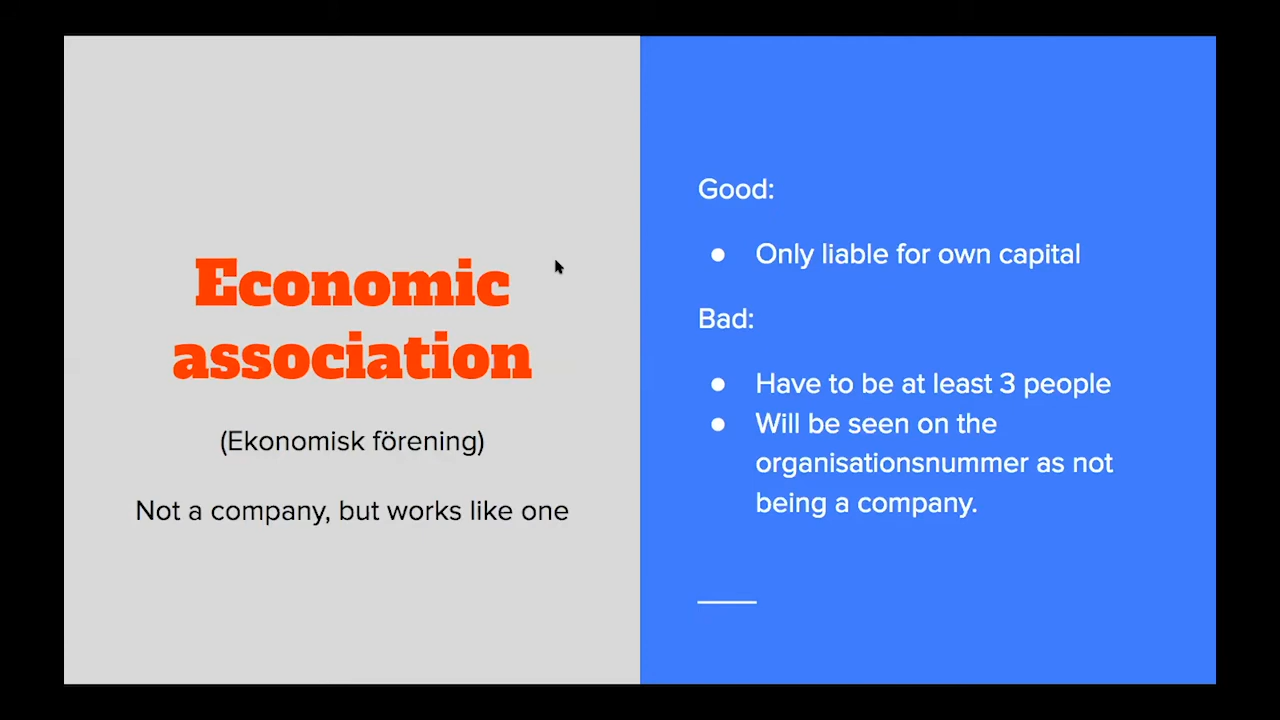 Economic
association
(Ekonomisk förening)
Not a company, but works like one
Good:
● Only liable for own capital
Bad:
● Have to be at least 3 people
● Will be seen on the
organisationsnummer as not
being a company.